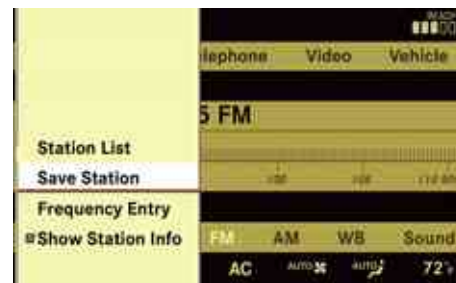 READY
lephone Video Vehicle
5 FM
Station List
Save Station
Frequency Entry
Show Station Info
FM AM WB Sound
AC AUTO AUTO 72°